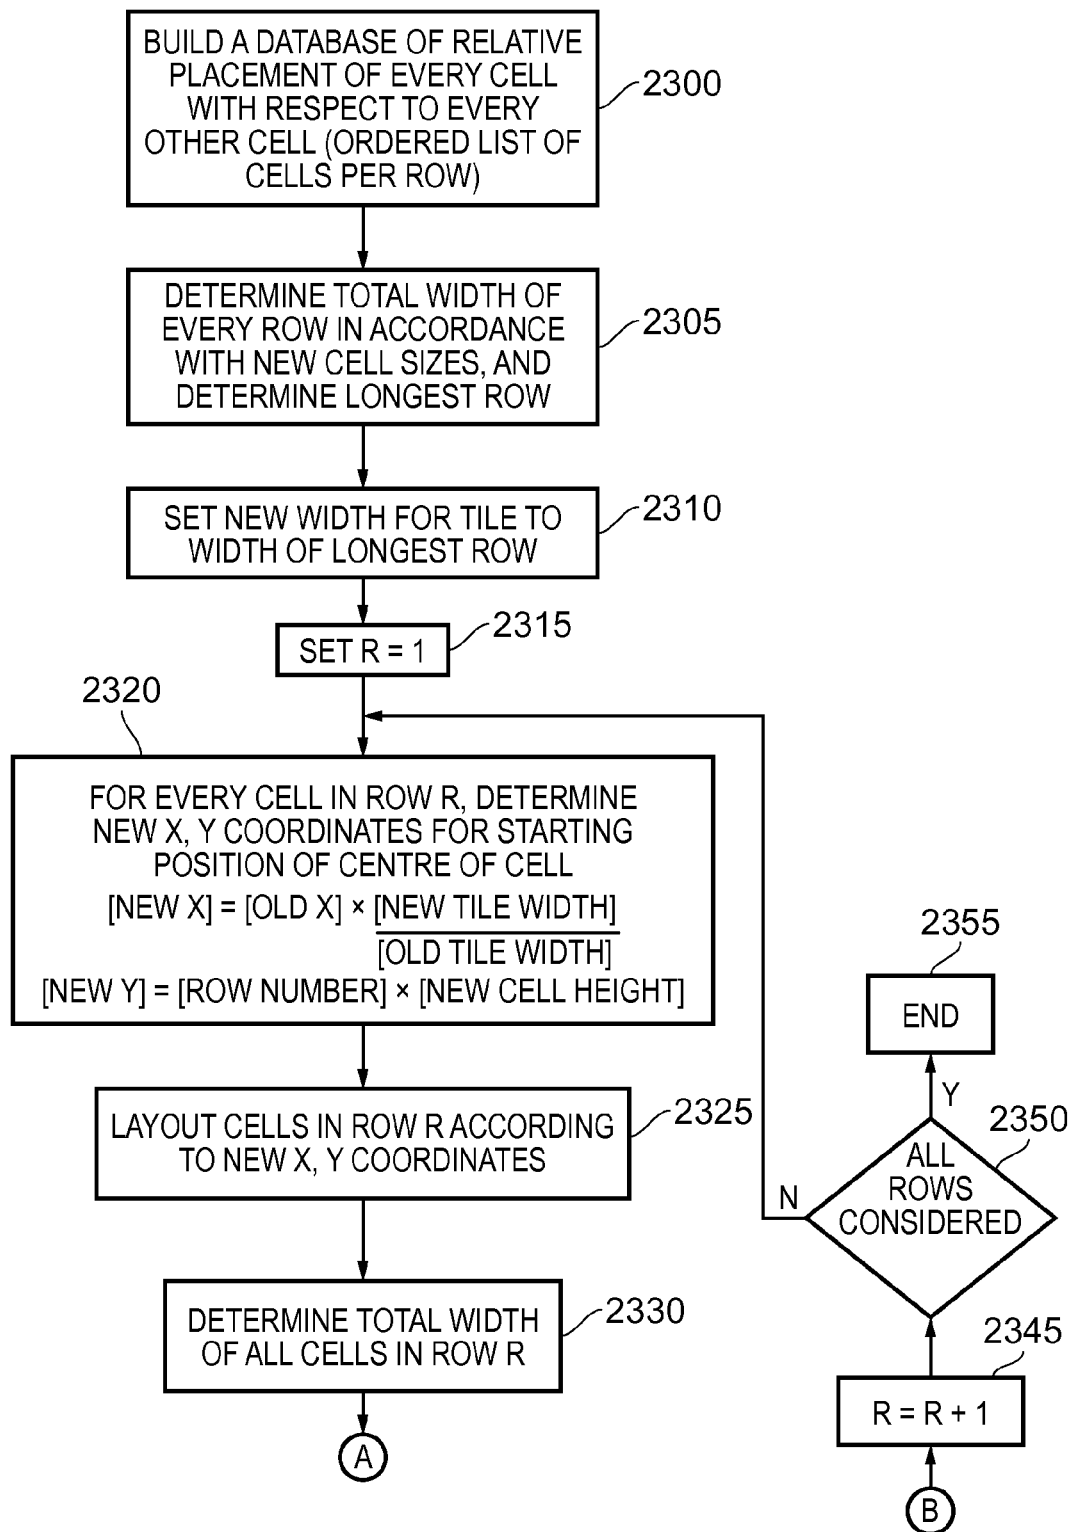 BUILD A DATABASE OF RELATIVE
PLACEMENT OF EVERY CELL
WITH RESPECT TO EVERY
OTHER CELL (ORDERED LIST OF
CELLS PER ROW)
2300
DETERMINE TOTAL WIDTH OF
EVERY ROW IN ACCORDANCE
WITH NEW CELL SIZES, AND
DETERMINE LONGEST ROW
2305
SET NEW WIDTH FOR TILE TO
WIDTH OF LONGEST ROW
2310
SET R = 1
2315
2320
FOR EVERY CELL IN ROW R, DETERMINE
NEW X, Y COORDINATES FOR STARTING
POSITION OF CENTRE OF CELL
[NEW X] = [OLD X] × [NEW TILE WIDTH]
[OLD TILE WIDTH]
[NEW Y] = [ROW NUMBER] × [NEW CELL HEIGHT]
LAYOUT CELLS IN ROW R ACCORDING
TO NEW X, Y COORDINATES
2325
DETERMINE TOTAL WIDTH
OF ALL CELLS IN ROW R
2330
A
2355
END
Y
2350
ALL
ROWS
CONSIDERED
N
2345
R = R + 1
B